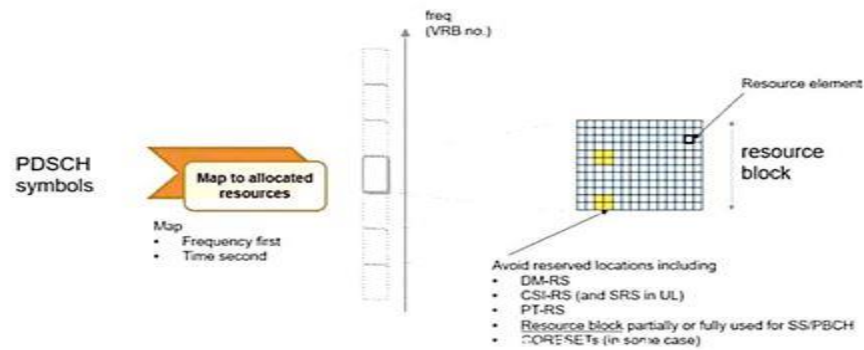 freq
(VRB no.)
Resource element
PDSCH
symbols
Map to allocated
resources
resource
block
Map
• Frequency first
• Time second
Avoid reserved locations including
• DM-RS
• CSI-RS (and SRS in UL)
• PT-RS
• Resource block partially or fully used for SS/PBCH
• CORESETs (in some case)